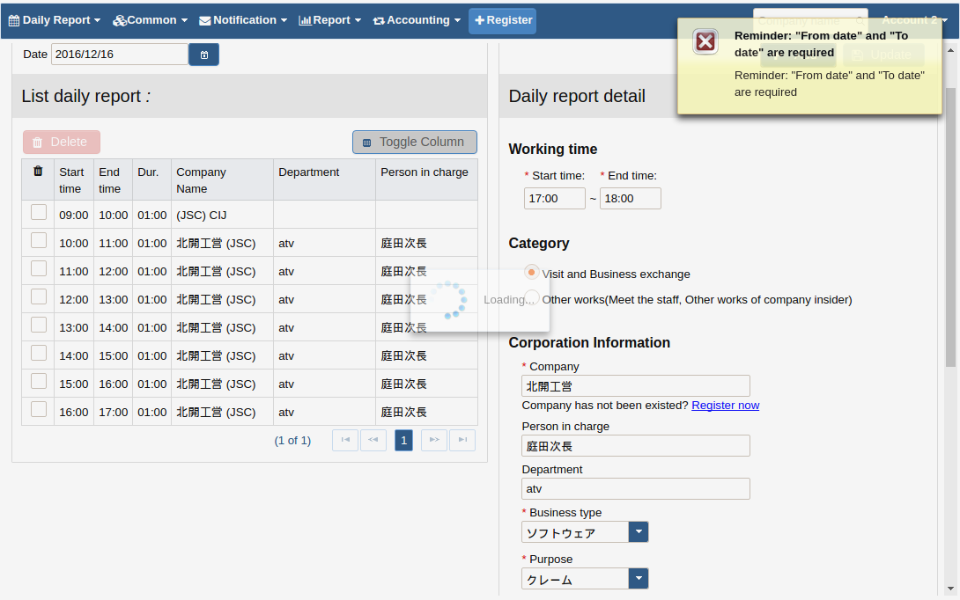 Daily Report Common Notification Report Accounting Register Company name Account 2
Date 2016/12/16
Reminder: "From date" and "To
date" are required
Reminder: "From date" and "To date"
are required
List daily report :
Delete Toggle Column
Start time End time Dur. Company Name Department Person in charge
09:00 10:00 01:00 (JSC) CIJ
10:00 11:00 01:00 北開工営 (JSC) atv 庭田次長
11:00 12:00 01:00 北開工営 (JSC) atv 庭田次長
12:00 13:00 01:00 北開工営 (JSC) atv 庭田次長
13:00 14:00 01:00 北開工営 (JSC) atv 庭田次長
14:00 15:00 01:00 北開工営 (JSC) atv 庭田次長
15:00 16:00 01:00 北開工営 (JSC) atv 庭田次長
16:00 17:00 01:00 北開工営 (JSC) atv 庭田次長
(1 of 1) 1
Loading...
Update
Daily report detail
Working time
* Start time: * End time:
17:00 ~ 18:00
Category
Visit and Business exchange
Other works(Meet the staff, Other works of company insider)
Corporation Information
* Company
北開工営
Company has not been existed? Register now
Person in charge
庭田次長
Department
atv
* Business type
ソフトウェア
* Purpose
クレーム